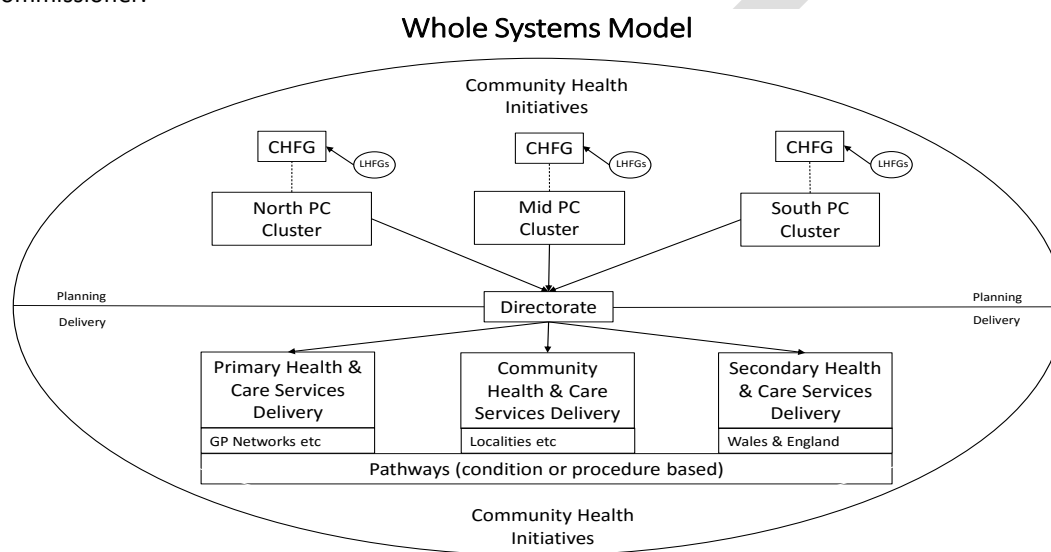 ommissioner.
Whole Systems Model
Community Health
Initiatives
CHFG
LHFGs
CHFG
LHFGs
CHFG
LHFGs
North PC
Cluster
Mid PC
Cluster
South PC
Cluster
Planning
Directorate
Planning
Delivery
Delivery
Primary Health &
Care Services
Delivery
Community
Health & Care
Services Delivery
Secondary Health
& Care Services
Delivery
GP Networks etc
Localities etc
Wales & England
Pathways (condition or procedure based)
Community Health
Initiatives